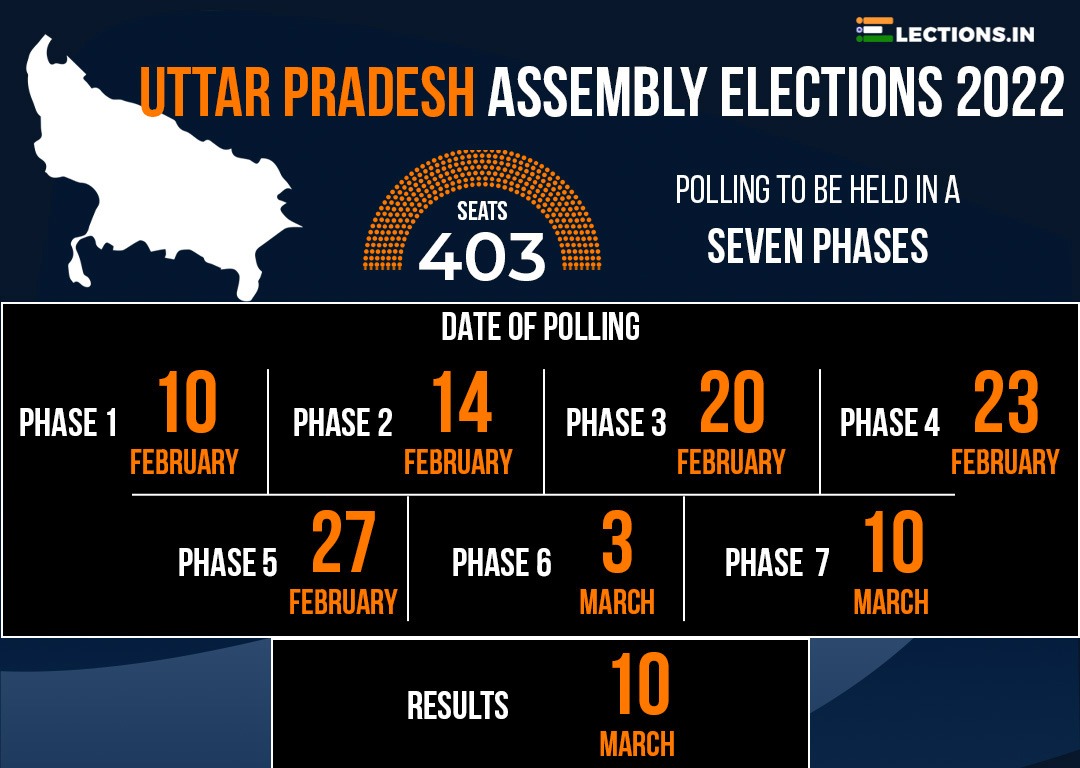 ELECTIONS.IN
UTTAR PRADESH ASSEMBLY ELECTIONS 2022
SEATS
403
POLLING TO BE HELD IN A
SEVEN PHASES
DATE OF POLLING
PHASE 1 10 FEBRUARY
PHASE 2 14 FEBRUARY
PHASE 3 20 FEBRUARY
PHASE 4 23 FEBRUARY
PHASE 5 27 FEBRUARY
PHASE 6 3 MARCH
PHASE 7 10 MARCH
RESULTS 10 MARCH